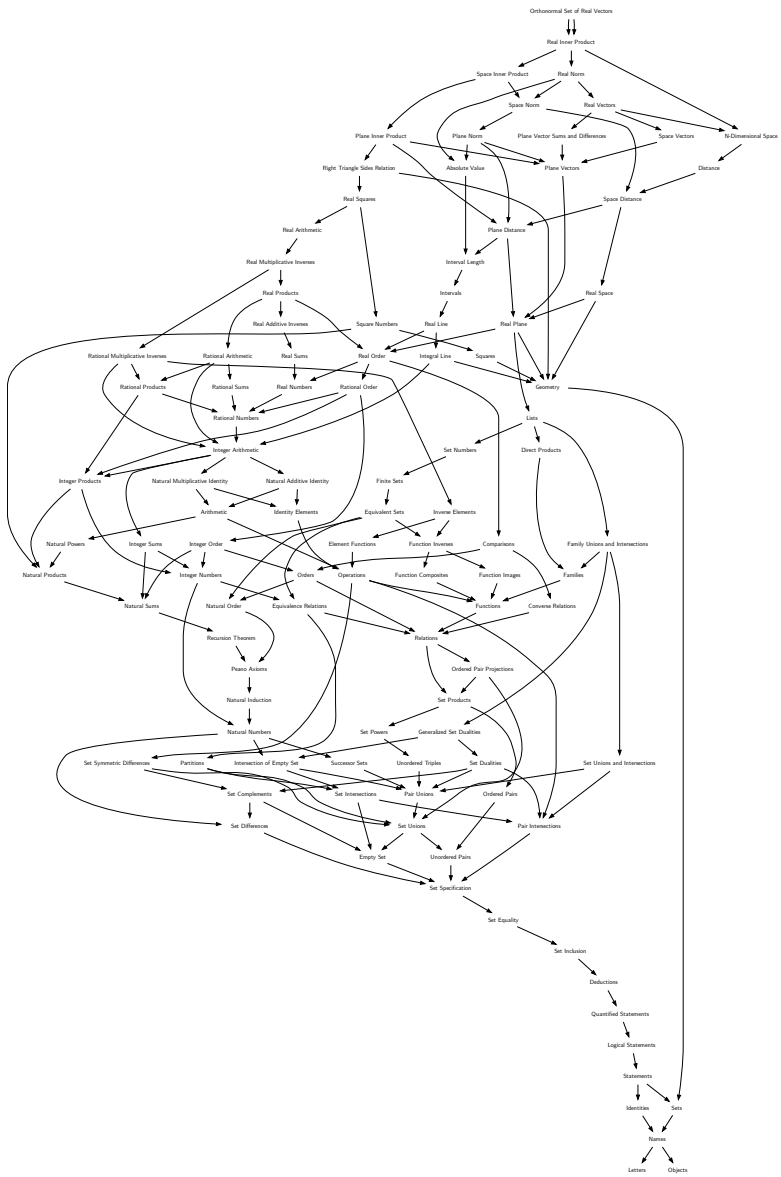 Orthonormal Set of Real Vectors
Real Inner Product
Space Inner Product
Real Norm
Space Norm
Real Vectors
Plane Inner Product
Plane Norm
Plane Vector Sums and Differences
Space Vectors
N-Dimensional Space
Right Triangle Sides Relation
Absolute Value
Plane Vectors
Distance
Real Squares
Space Distance
Real Arithmetic
Plane Distance
Real Multiplicative Inverses
Interval Length
Real Products
Intervals
Real Space
Real Additive Inverses
Square Numbers
Real Line
Real Plane
Rational Multiplicative Inverses
Rational Arithmetic
Real Sums
Real Order
Integral Line
Squares
Rational Products
Rational Sums
Real Numbers
Rational Order
Geometry
Rational Numbers
Lists
Integer Arithmetic
Set Numbers
Direct Products
Integer Products
Natural Multiplicative Identity
Natural Additive Identity
Finite Sets
Arithmetic
Identity Elements
Equivalent Sets
Inverse Elements
Natural Powers
Integer Sums
Integer Order
Element Functions
Function Inverses
Comparisons
Family Unions and Intersections
Natural Products
Integer Numbers
Orders
Operations
Function Composites
Function Images
Families
Natural Sums
Natural Order
Equivalence Relations
Functions
Converse Relations
Recursion Theorem
Relations
Peano Axioms
Ordered Pair Projections
Natural Induction
Set Products
Natural Numbers
Set Powers
Generalized Set Dualities
Set Symmetric Differences
Partitions
Intersection of Empty Set
Successor Sets
Unordered Triples
Set Dualities
Set Unions and Intersections
Set Complements
Set Intersections
Pair Unions
Ordered Pairs
Set Differences
Set Unions
Pair Intersections
Empty Set
Unordered Pairs
Set Specification
Set Equality
Set Inclusion
Deductions
Quantified Statements
Logical Statements
Statements
Identities
Sets
Names
Letters
Objects